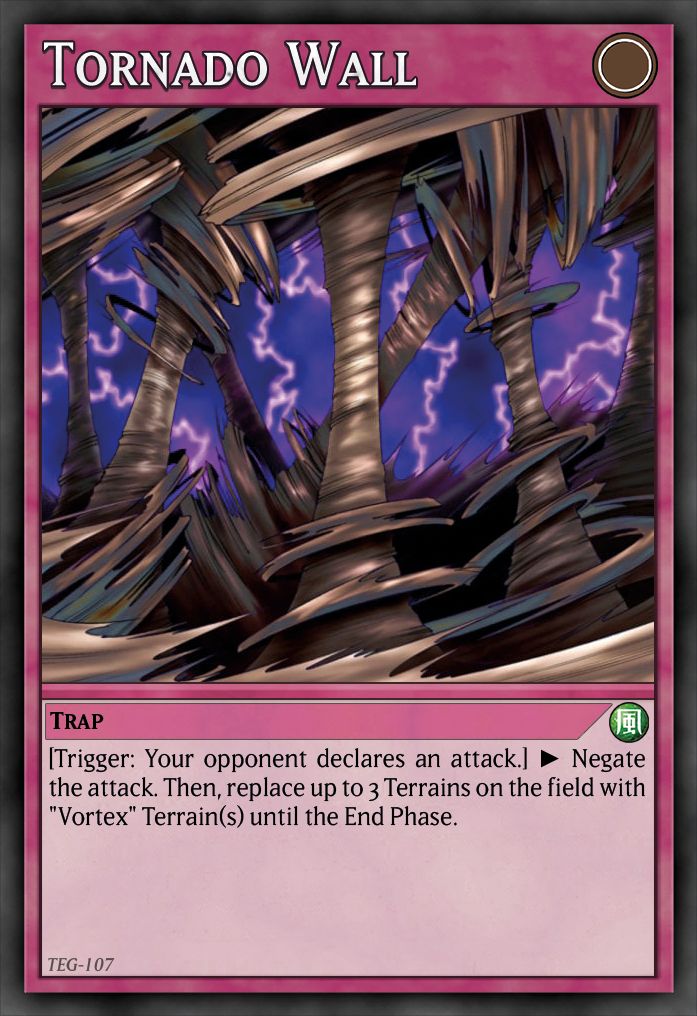 Tornado Wall
Trap
風
[Trigger: Your opponent declares an attack.] ► Negate
the attack. Then, replace up to 3 Terrains on the field with
"Vortex" Terrain(s) until the End Phase.
TEG-107